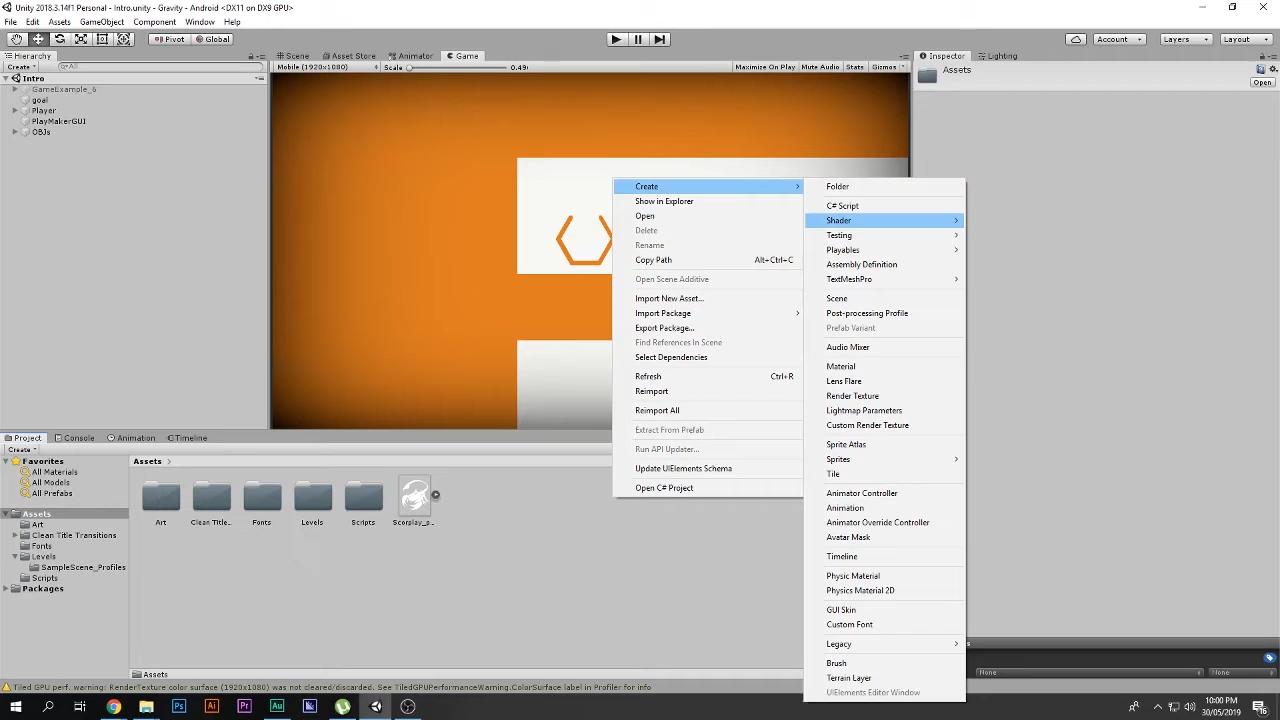 Unity 2018.3.14f1 Personal - Intro.unity - Gravity - Android <DX11 on DX9 GPU>
File Edit Assets GameObject Component Window Help
Pivot Global Account Layers Layout
Hierarchy Scene Asset Store Animator Game Inspector Lighting
Create All Mobile (1920x1080) Scale 0.49 Maximize On Play Mute Audio Stats Gizmos Assets
Intro
Open
GameExample_6
goal
Player
PlayMakerGUI
OBJs
Create
Show in Explorer
Open
Delete
Rename
Copy Path Alt+Ctrl+C
Open Scene Additive
Import New Asset...
Import Package
Export Package...
Find References In Scene
Select Dependencies
Refresh Ctrl+R
Reimport
Reimport All
Extract From Prefab
Run API Updater...
Update UIElements Schema
Open C# Project
Folder
C# Script
Shader
Testing
Playables
Assembly Definition
TextMeshPro
Scene
Post-processing Profile
Prefab Variant
Audio Mixer
Material
Lens Flare
Render Texture
Lightmap Parameters
Custom Render Texture
Sprite Atlas
Sprites
Tile
Animator Controller
Animation
Animator Override Controller
Avatar Mask
Timeline
Physic Material
Physics Material 2D
GUI Skin
Custom Font
Legacy
Brush
Terrain Layer
UIElements Editor Window
Project Console Animation Timeline
Create
Favorites
All Materials
All Models
All Prefabs
Assets
Art
Clean Title Transitions
Fonts
Levels
SampleScene_Profiles
Scripts
Packages
Assets
Art Clean Title... Fonts Levels Scripts Scorplay_p...
Assets
None None
Tiled GPU perf. warning: RenderTexture color surface (1920x1080) was not cleared/discarded. See TiledGPUPerformanceWarning.ColorSurface label in Profiler for info
Ps Ai Pr Au
10:00 PM
30/05/2019